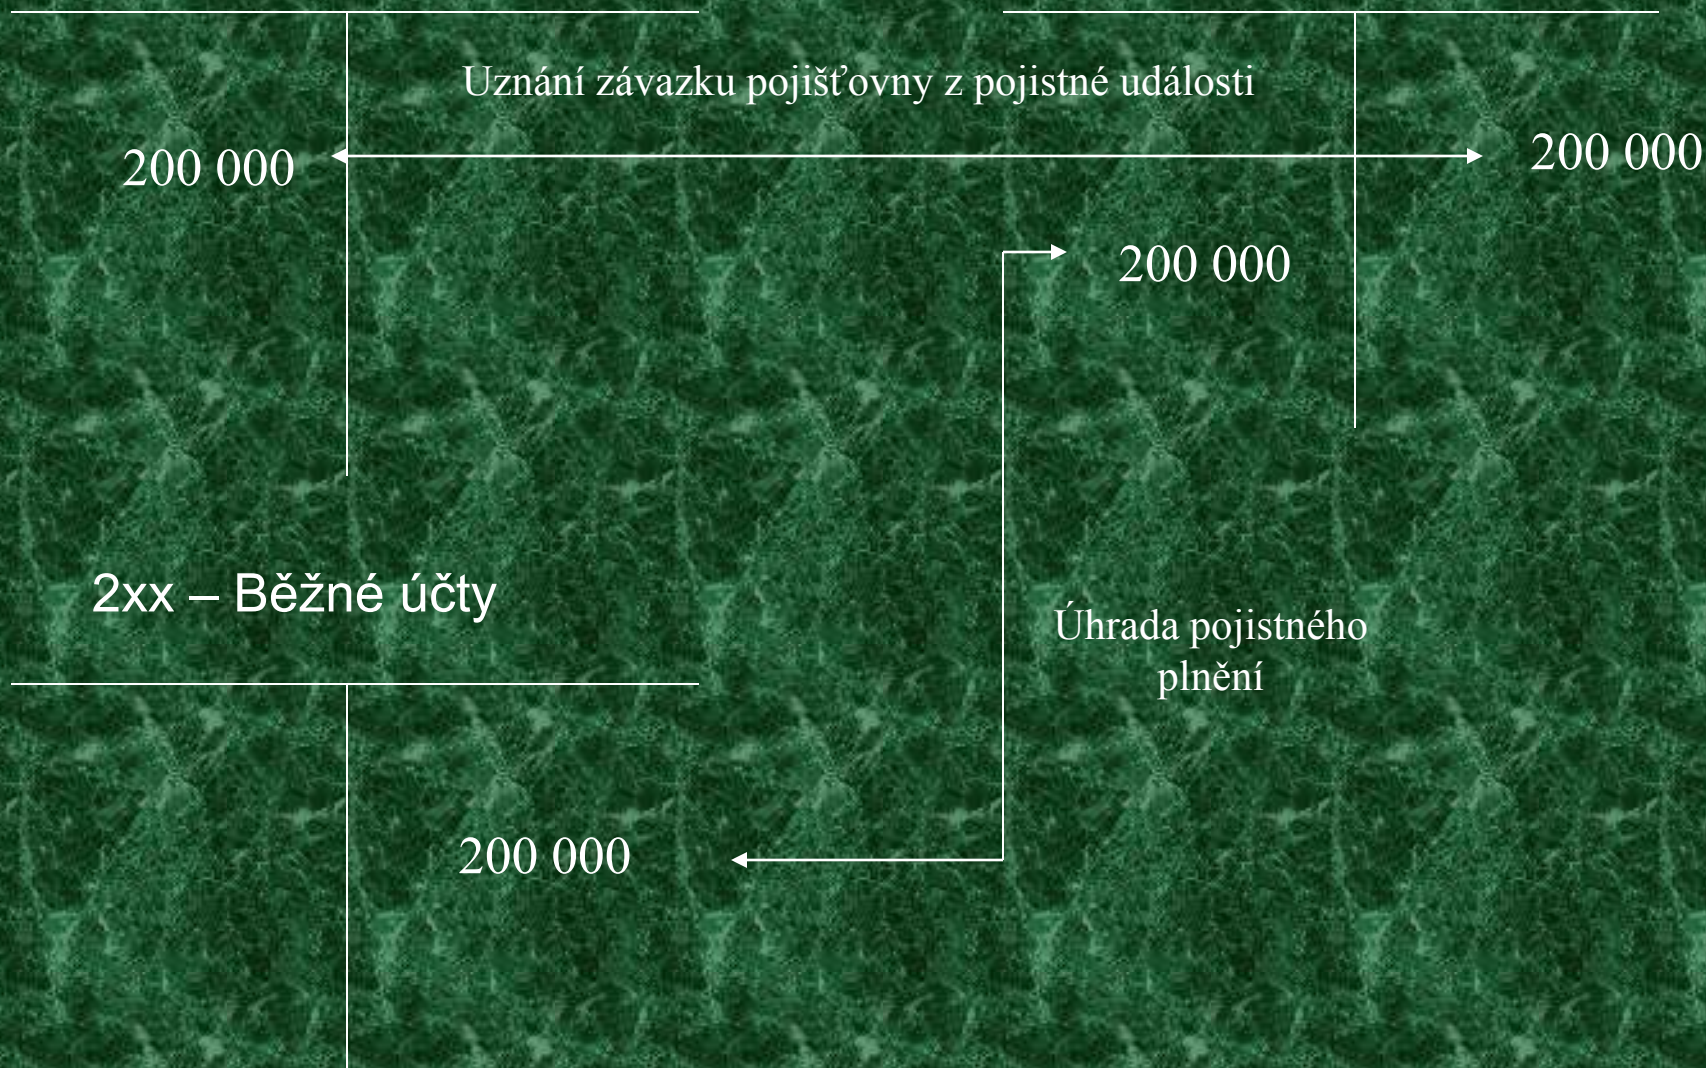 Uznání závazku pojišťovny z pojistné události
200 000
200 000
200 000
2xx – Běžné účty
Úhrada pojistného
plnění
200 000